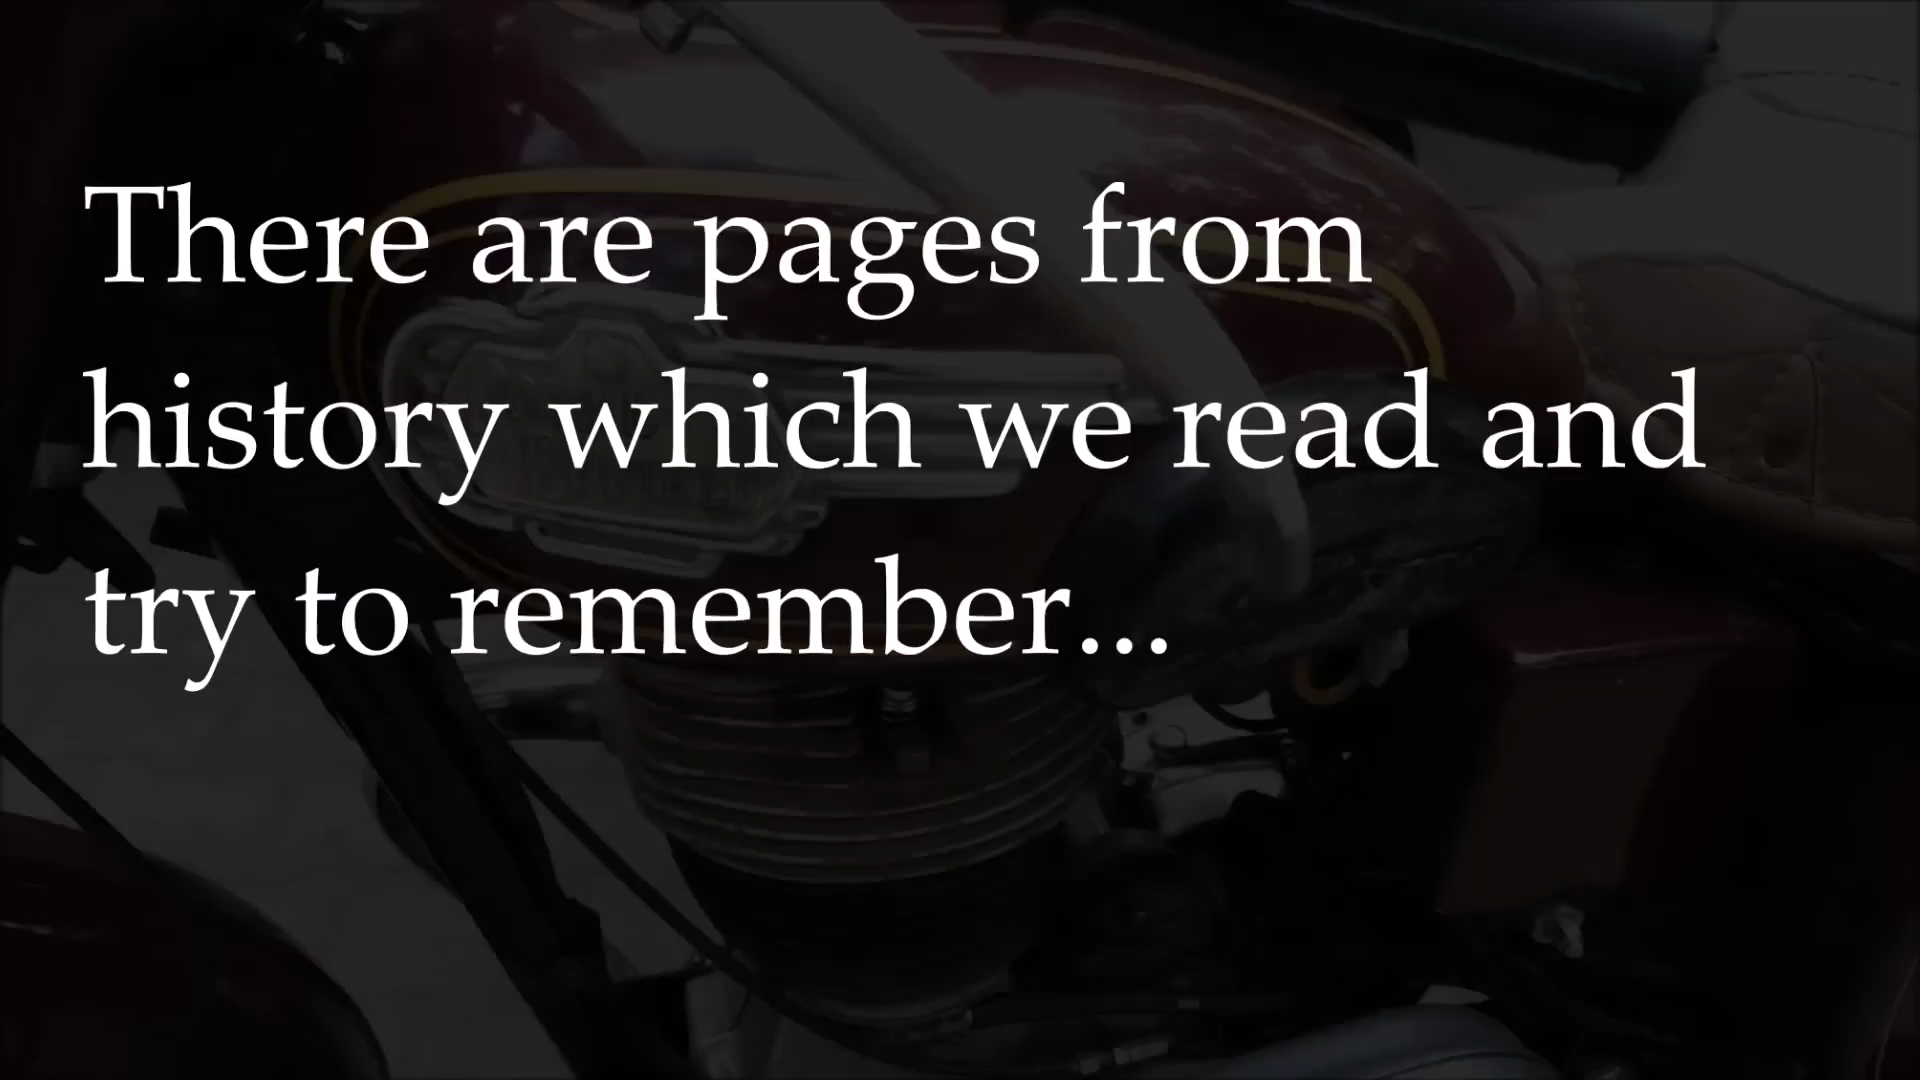 There are pages from
history which we read and
try to remember...